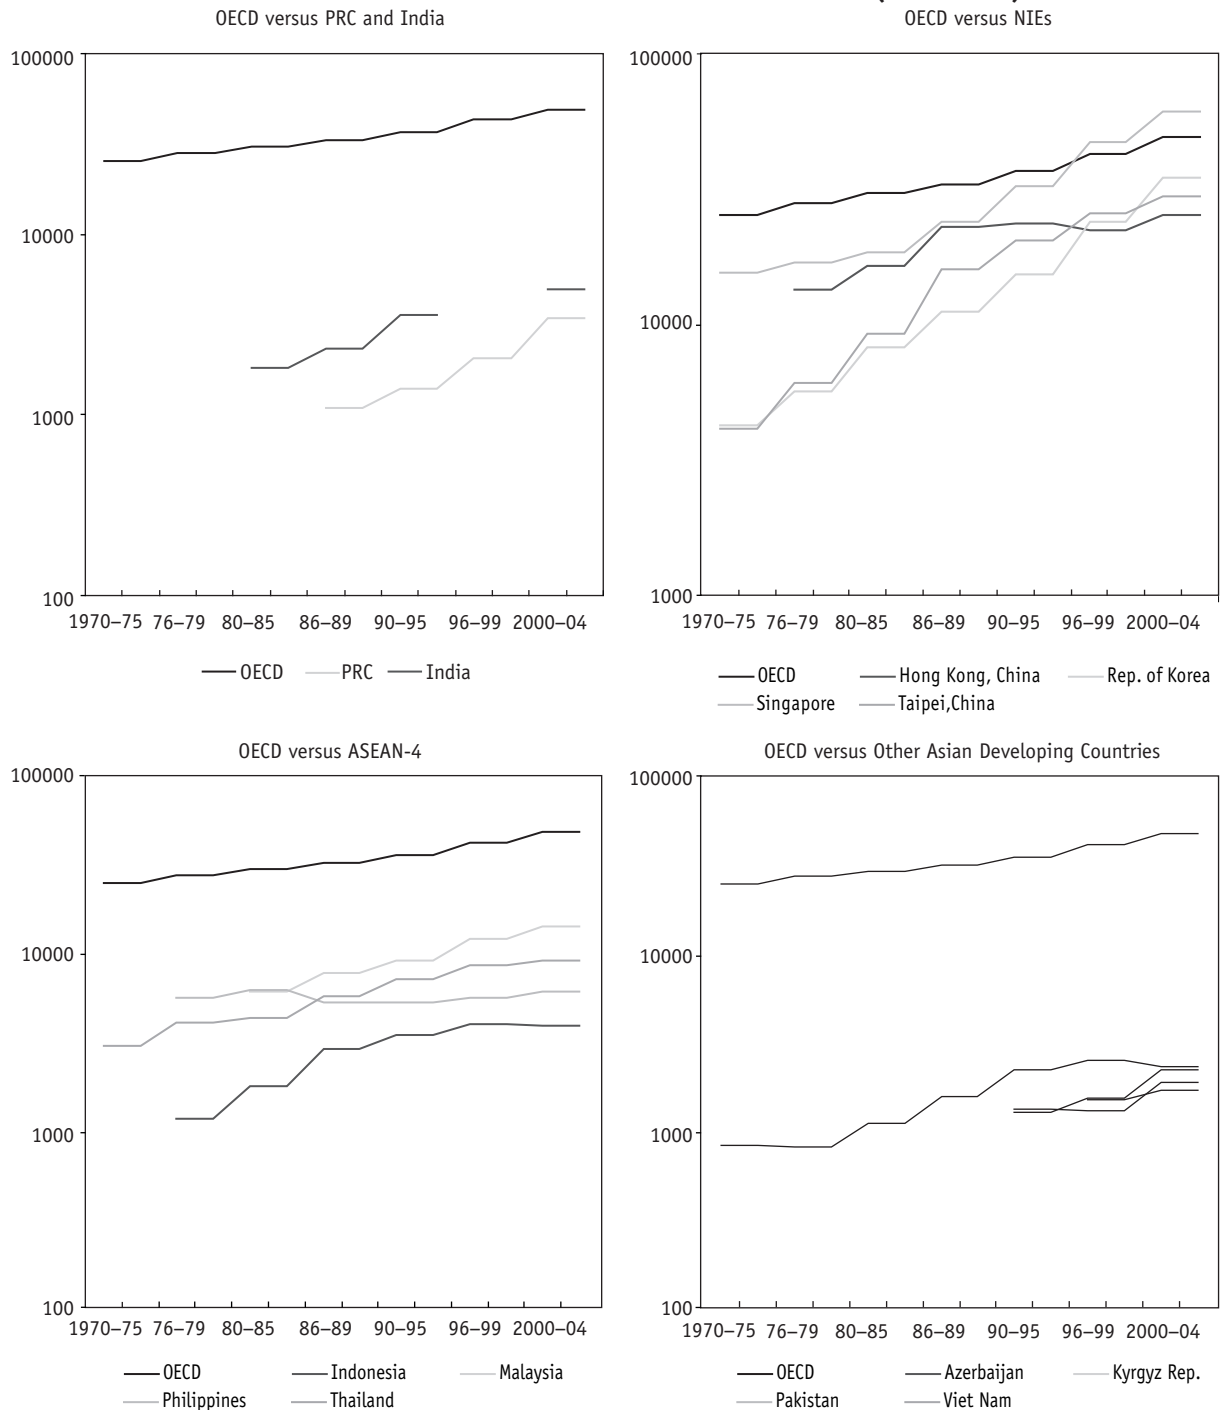 OECD versus PRC and India
100000
10000
1000
100
1970–75 76–79 80–85 86–89 90–95 96–99 2000–04
OECD PRC India
OECD versus NIEs
100000
10000
1000
1970–75 76–79 80–85 86–89 90–95 96–99 2000–04
OECD Hong Kong, China Rep. of Korea
Singapore Taipei,China
OECD versus ASEAN-4
100000
10000
1000
100
1970–75 76–79 80–85 86–89 90–95 96–99 2000–04
OECD Indonesia Malaysia
Philippines Thailand
OECD versus Other Asian Developing Countries
100000
10000
1000
100
1970–75 76–79 80–85 86–89 90–95 96–99 2000–04
OECD Azerbaijan Kyrgyz Rep.
Pakistan Viet Nam